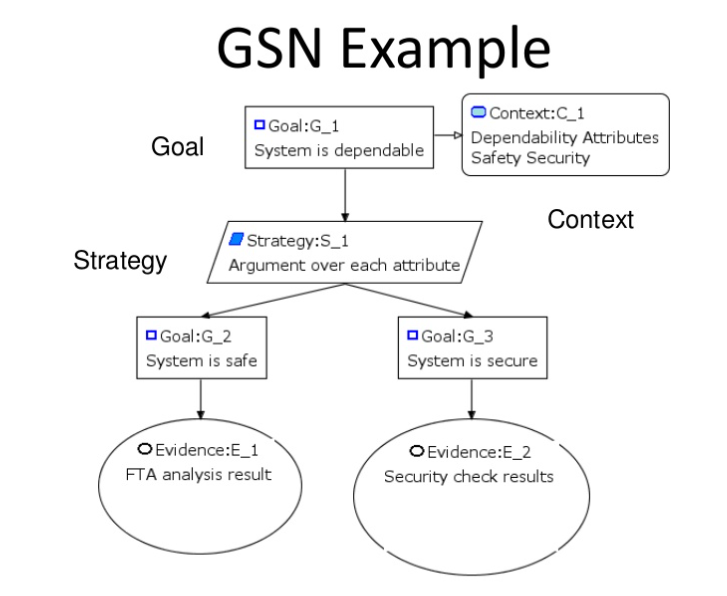 GSN Example
Goal:G_1
System is dependable
Context:C_1
Dependability Attributes
Safety Security
Goal
Context
Strategy:S_1
Argument over each attribute
Strategy
Goal:G_2
System is safe
Goal:G_3
System is secure
Evidence:E_1
FTA analysis result
Evidence:E_2
Security check results